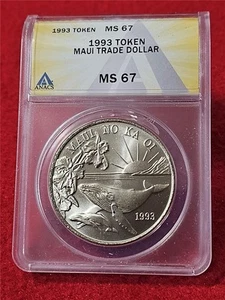 1993 TOKEN MS 67
1993 TOKEN
MAUI TRADE DOLLAR
MS 67
ANACS
MAUI NO KA OI
1993